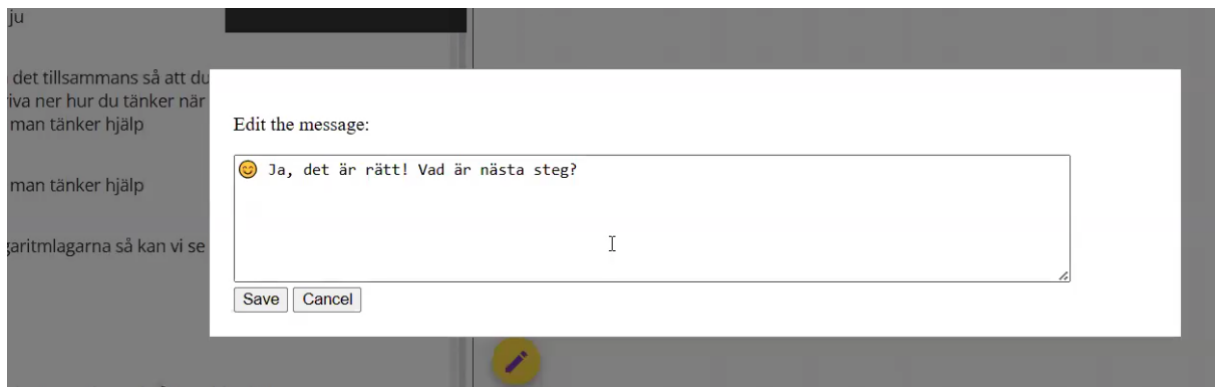 ju
det tillsammans så att du
riva ner hur du tänker när
man tänker hjälp
man tänker hjälp
garitmlagarna så kan vi se
Edit the message:
😊 Ja, det är rätt! Vad är nästa steg?
Save Cancel